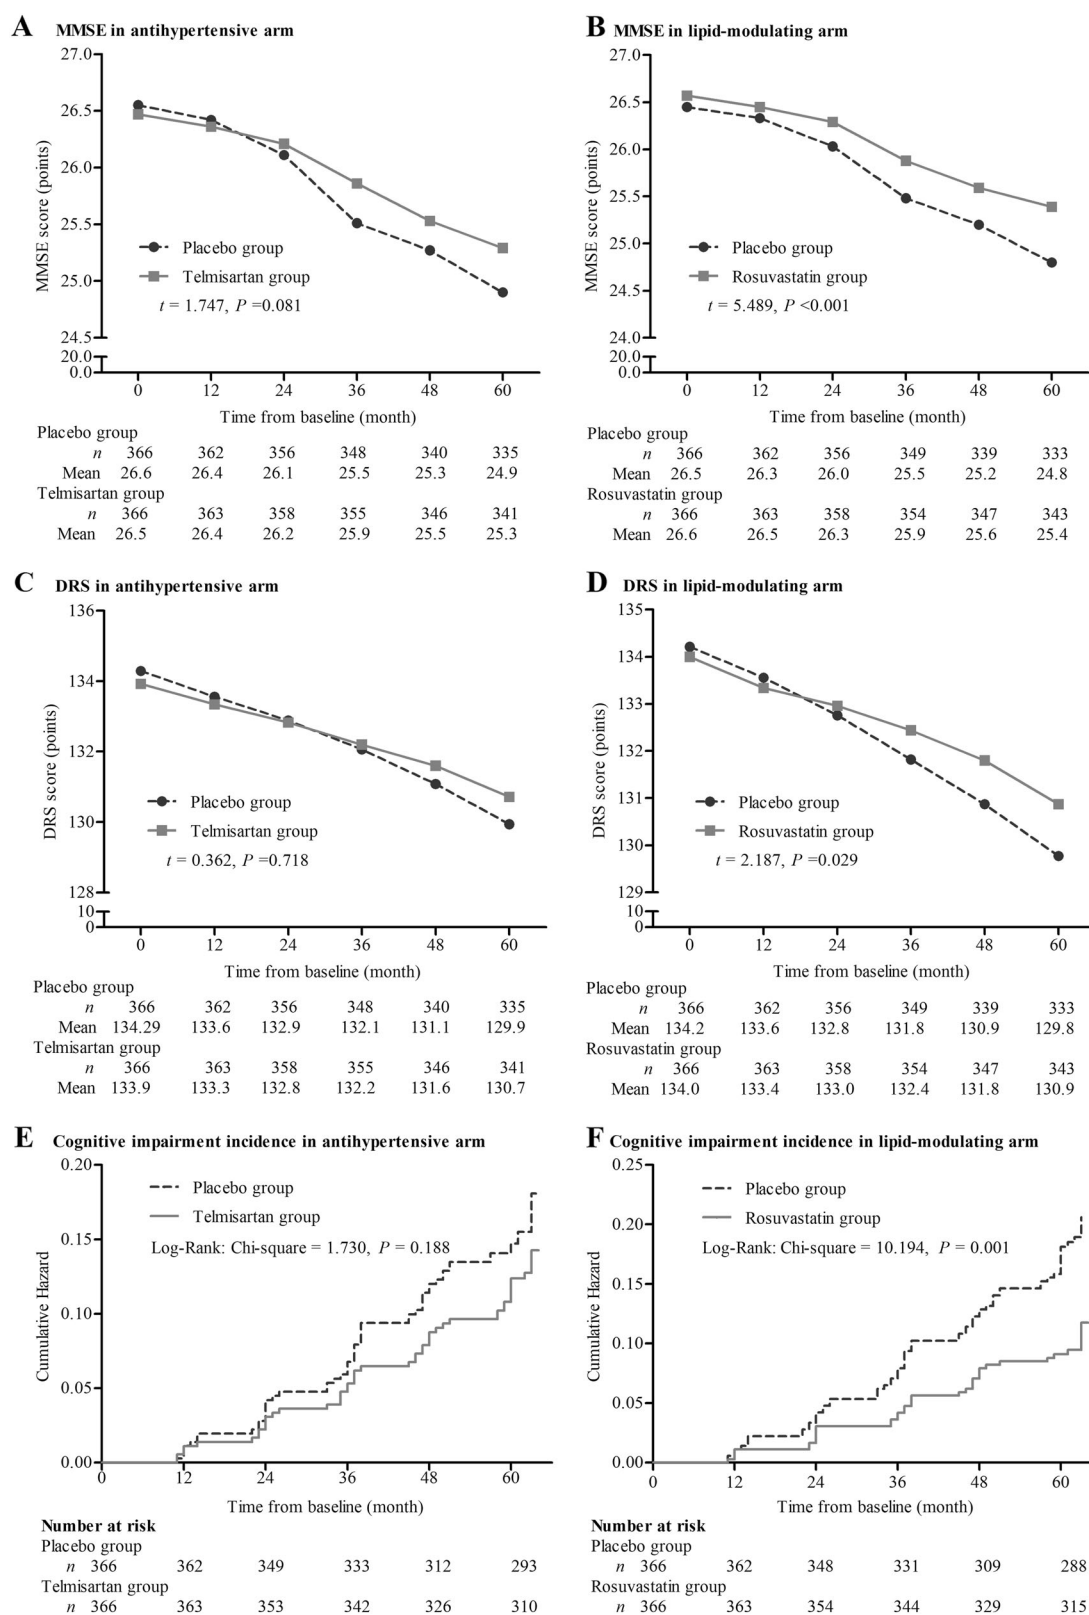 A MMSE in antihypertensive arm
27.0
26.5
26.0
25.5
25.0
24.5
20.0
0.0
MMSE score (points)
Placebo group
Telmisartan group
t = 1.747, P =0.081
0 12 24 36 48 60
Time from baseline (month)
Placebo group
n 366 362 356 348 340 335
Mean 26.6 26.4 26.1 25.5 25.3 24.9
Telmisartan group
n 366 363 358 355 346 341
Mean 26.5 26.4 26.2 25.9 25.5 25.3
B MMSE in lipid-modulating arm
27.0
26.5
26.0
25.5
25.0
24.5
24.0
20.0
0.0
MMSE score (points)
Placebo group
Rosuvastatin group
t = 5.489, P <0.001
0 12 24 36 48 60
Time from baseline (month)
Placebo group
n 366 362 356 349 339 333
Mean 26.5 26.3 26.0 25.5 25.2 24.8
Rosuvastatin group
n 366 363 358 354 347 343
Mean 26.6 26.5 26.3 25.9 25.6 25.4
C DRS in antihypertensive arm
136
134
132
130
128
10
0
DRS score (points)
Placebo group
Telmisartan group
t = 0.362, P =0.718
0 12 24 36 48 60
Time from baseline (month)
Placebo group
n 366 362 356 348 340 335
Mean 134.29 133.6 132.9 132.1 131.1 129.9
Telmisartan group
n 366 363 358 355 346 341
Mean 133.9 133.3 132.8 132.2 131.6 130.7
D DRS in lipid-modulating arm
135
134
133
132
131
130
129
10
0
DRS score (points)
Placebo group
Rosuvastatin group
t = 2.187, P =0.029
0 12 24 36 48 60
Time from baseline (month)
Placebo group
n 366 362 356 349 339 333
Mean 134.2 133.6 132.8 131.8 130.9 129.8
Rosuvastatin group
n 366 363 358 354 347 343
Mean 134.0 133.4 133.0 132.4 131.8 130.9
E Cognitive impairment incidence in antihypertensive arm
0.20
0.15
0.10
0.05
0.00
Cumulative Hazard
Placebo group
Telmisartan group
Log-Rank: Chi-square = 1.730, P = 0.188
0 12 24 36 48 60
Time from baseline (month)
Number at risk
Placebo group
n 366 362 349 333 312 293
Telmisartan group
n 366 363 353 342 326 310
F Cognitive impairment incidence in lipid-modulating arm
0.25
0.20
0.15
0.10
0.05
0.00
Cumulative Hazard
Placebo group
Rosuvastatin group
Log-Rank: Chi-square = 10.194, P = 0.001
0 12 24 36 48 60
Time from baseline (month)
Number at risk
Placebo group
n 366 362 348 331 309 288
Rosuvastatin group
n 366 363 354 344 329 315